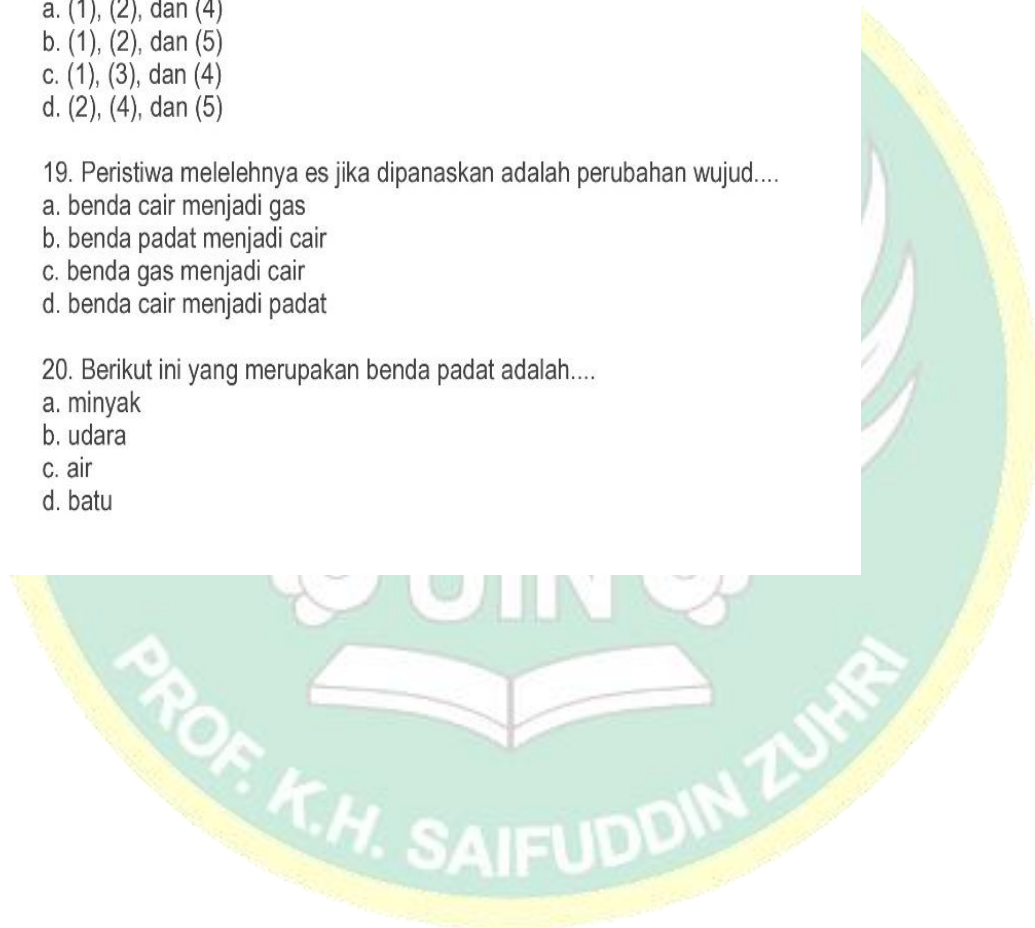 a. (1), (2), dan (4)
b. (1), (2), dan (5)
c. (1), (3), dan (4)
d. (2), (4), dan (5)
19. Peristiwa melelehnya es jika dipanaskan adalah perubahan wujud....
a. benda cair menjadi gas
b. benda padat menjadi cair
c. benda gas menjadi cair
d. benda cair menjadi padat
20. Berikut ini yang merupakan benda padat adalah....
a. minyak
b. udara
c. air
d. batu
UIN
PROF. K.H. SAIFUDDIN ZUHRI